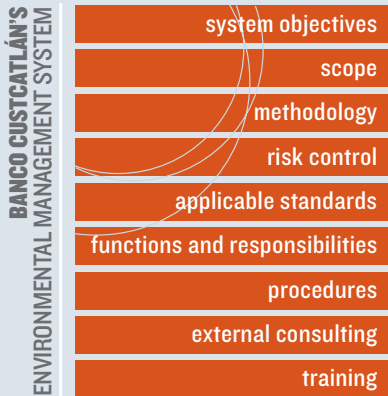 BANCO CUSTCATLÁN'S
ENVIRONMENTAL MANAGEMENT SYSTEM
system objectives
scope
methodology
risk control
applicable standards
functions and responsibilities
procedures
external consulting
training